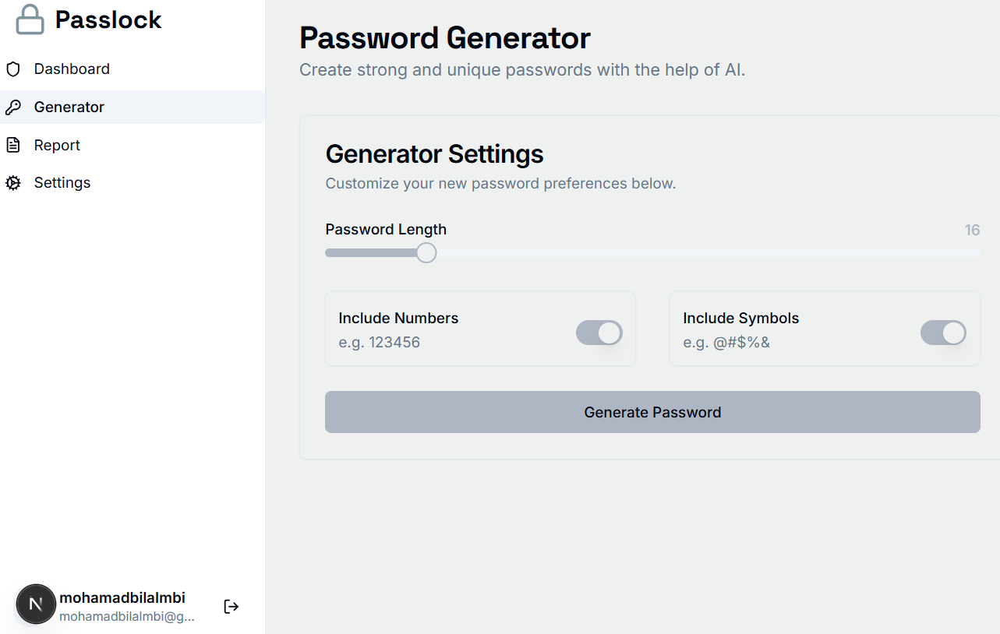 Passlock
Dashboard
Generator
Report
Settings
mohamadbilalmbi
mohamadbilalmbi@g...
Password Generator
Create strong and unique passwords with the help of AI.
Generator Settings
Customize your new password preferences below.
Password Length 16
Include Numbers
e.g. 123456
Include Symbols
e.g. @#$%&
Generate Password
N